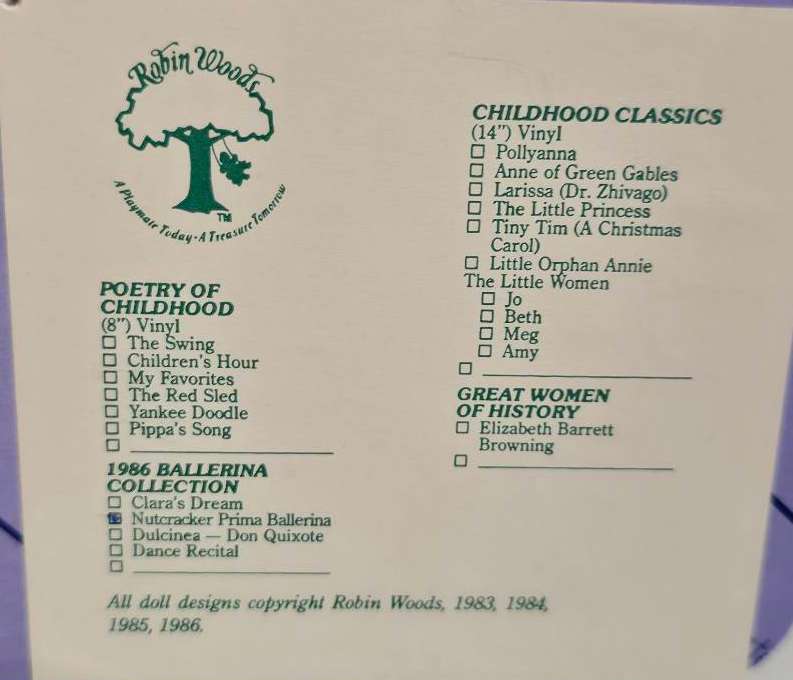 Robin Woods
A Playmate Today - A Treasure Tomorrow
TM
POETRY OF
CHILDHOOD
(8") Vinyl
☐ The Swing
☐ Children's Hour
☐ My Favorites
☐ The Red Sled
☐ Yankee Doodle
☐ Pippa's Song
☐ ____________________
1986 BALLERINA
COLLECTION
☐ Clara's Dream
☒ Nutcracker Prima Ballerina
☐ Dulcinea — Don Quixote
☐ Dance Recital
☐ ____________________
CHILDHOOD CLASSICS
(14") Vinyl
☐ Pollyanna
☐ Anne of Green Gables
☐ Larissa (Dr. Zhivago)
☐ The Little Princess
☐ Tiny Tim (A Christmas
Carol)
☐ Little Orphan Annie
The Little Women
☐ Jo
☐ Beth
☐ Meg
☐ Amy
☐ ____________________
GREAT WOMEN
OF HISTORY
☐ Elizabeth Barrett
Browning
☐ ____________________
All doll designs copyright Robin Woods, 1983, 1984,
1985, 1986.